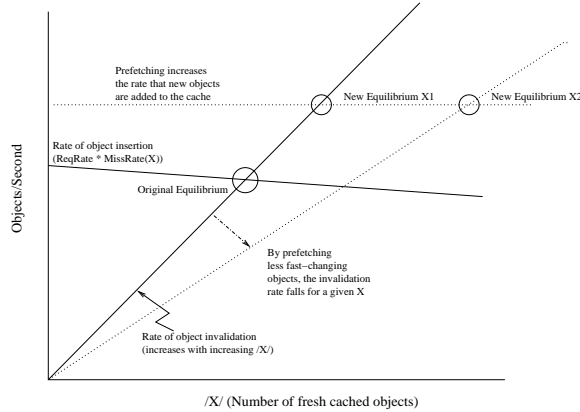 Prefetching increases
the rate that new objects
are added to the cache
New Equilibrium X1
New Equilibrium X2
Rate of object insertion
(ReqRate * MissRate(X))
Original Equilibrium
Objects/Second
By prefetching
less fast−changing
objects, the invalidation
rate falls for a given X
Rate of object invalidation
(increases with increasing /X/)
/X/ (Number of fresh cached objects)